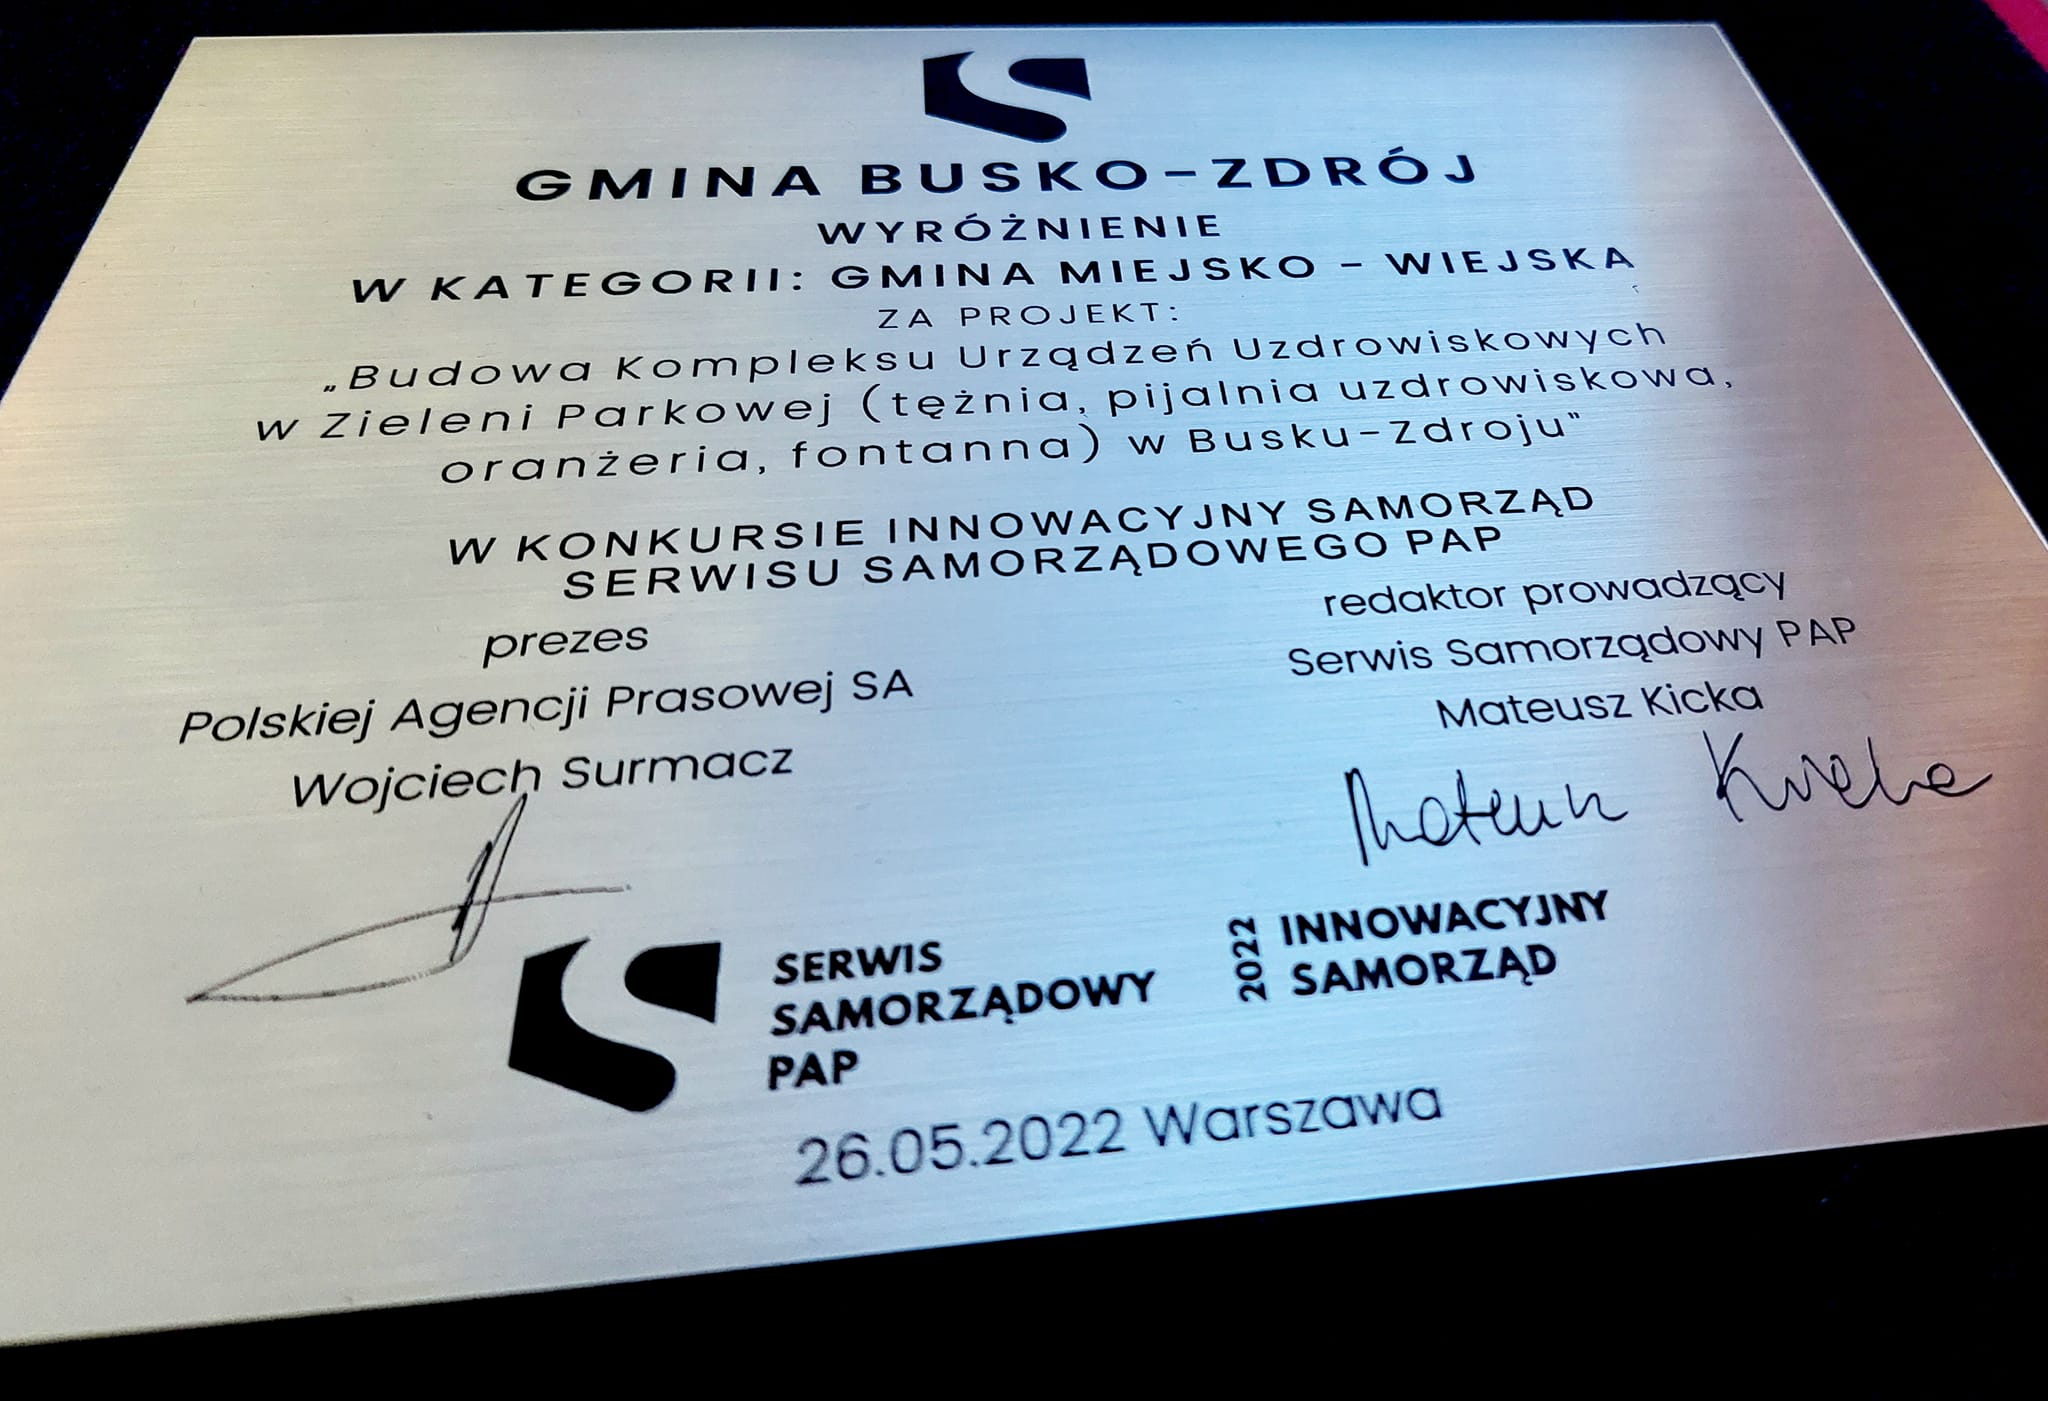 GMINA BUSKO-ZDRÓJ
WYRÓŻNIENIE
W KATEGORII: GMINA MIEJSKO - WIEJSKA
ZA PROJEKT:
„Budowa Kompleksu Urządzeń Uzdrowiskowych
w Zieleni Parkowej (tężnia, pijalnia uzdrowiskowa,
oranżeria, fontanna) w Busku-Zdroju"
W KONKURSIE INNOWACYJNY SAMORZĄD
SERWISU SAMORZĄDOWEGO PAP
prezes
Polskiej Agencji Prasowej SA
Wojciech Surmacz
redaktor prowadzący
Serwis Samorządowy PAP
Mateusz Kicka
Mateusz Kicka
SERWIS
SAMORZĄDOWY
PAP
2022
INNOWACYJNY
SAMORZĄD
26.05.2022 Warszawa